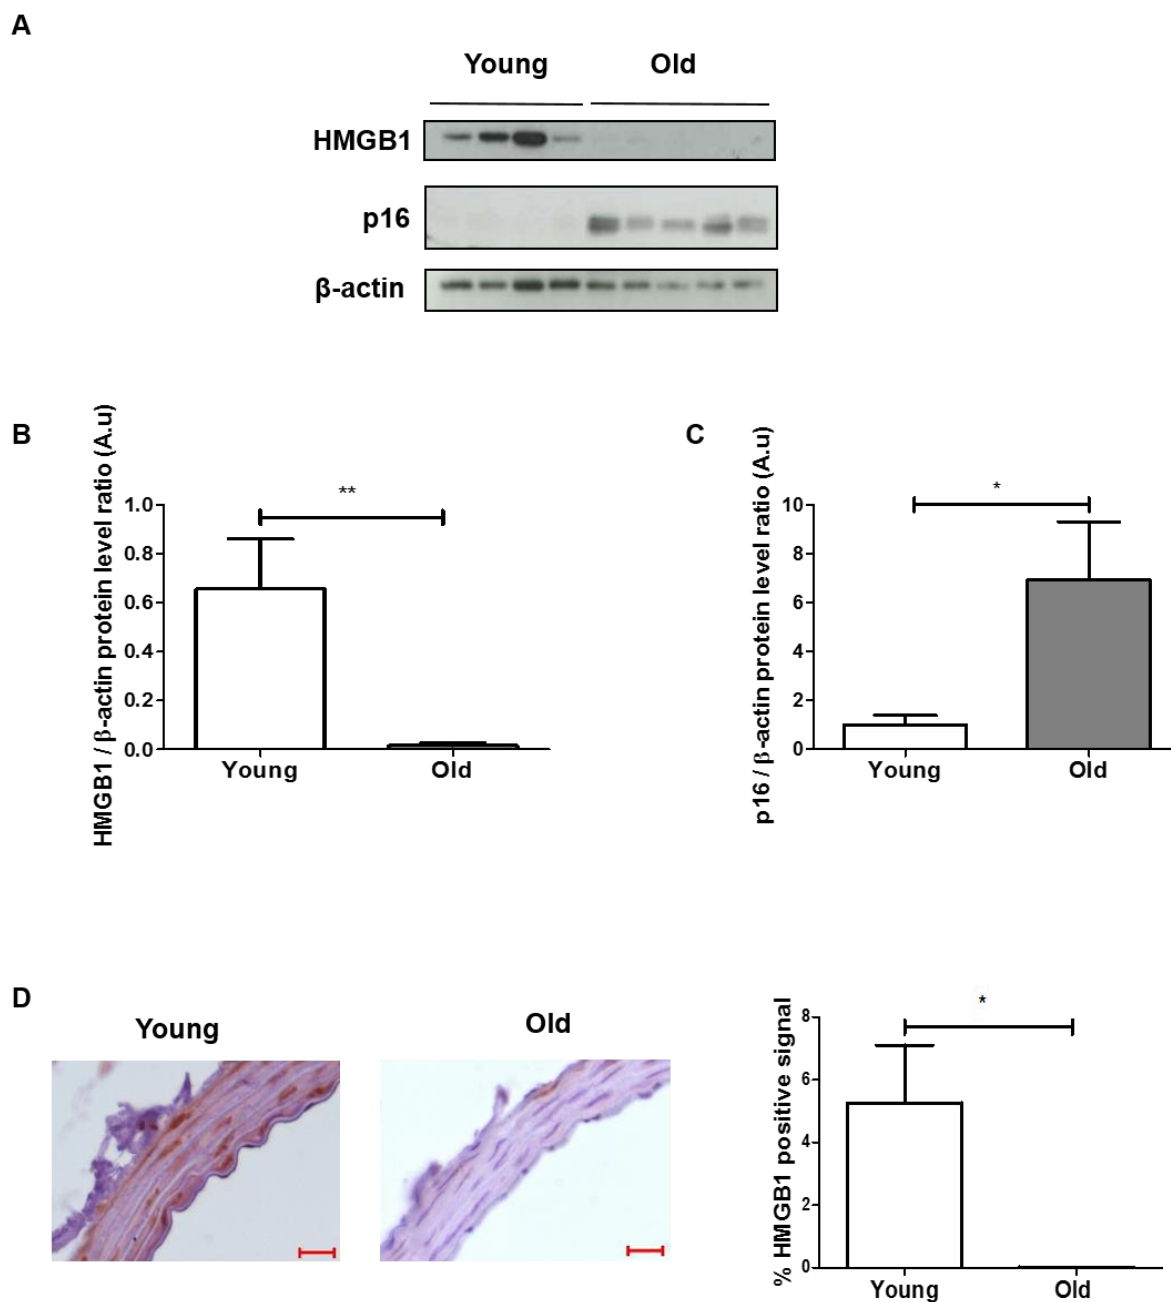 A
Young Old
HMGB1
p16
β-actin
B
HMGB1 / β-actin protein level ratio (A.u)
**
1.0
0.8
0.6
0.4
0.2
0.0
Young Old
C
p16 / β-actin protein level ratio (A.u)
*
10
8
6
4
2
0
Young Old
D
Young Old
% HMGB1 positive signal
*
8
6
4
2
0
Young Old